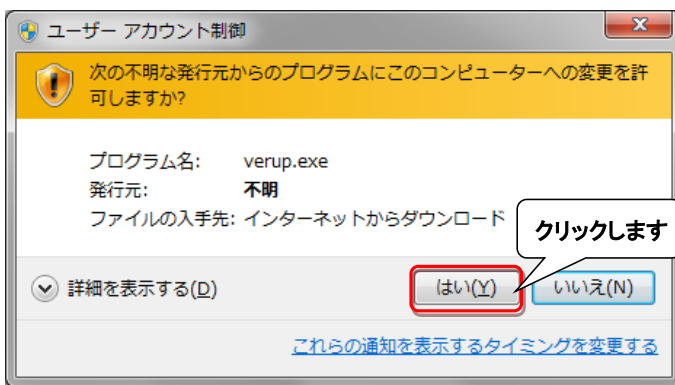 ユーザー アカウント制御
次の不明な発行元からのプログラムにこのコンピューターへの変更を許
可しますか?
プログラム名: verup.exe
発行元: 不明
ファイルの入手先: インターネットからダウンロード
クリックします
詳細を表示する(D)
はい(Y)
いいえ(N)
これらの通知を表示するタイミングを変更する